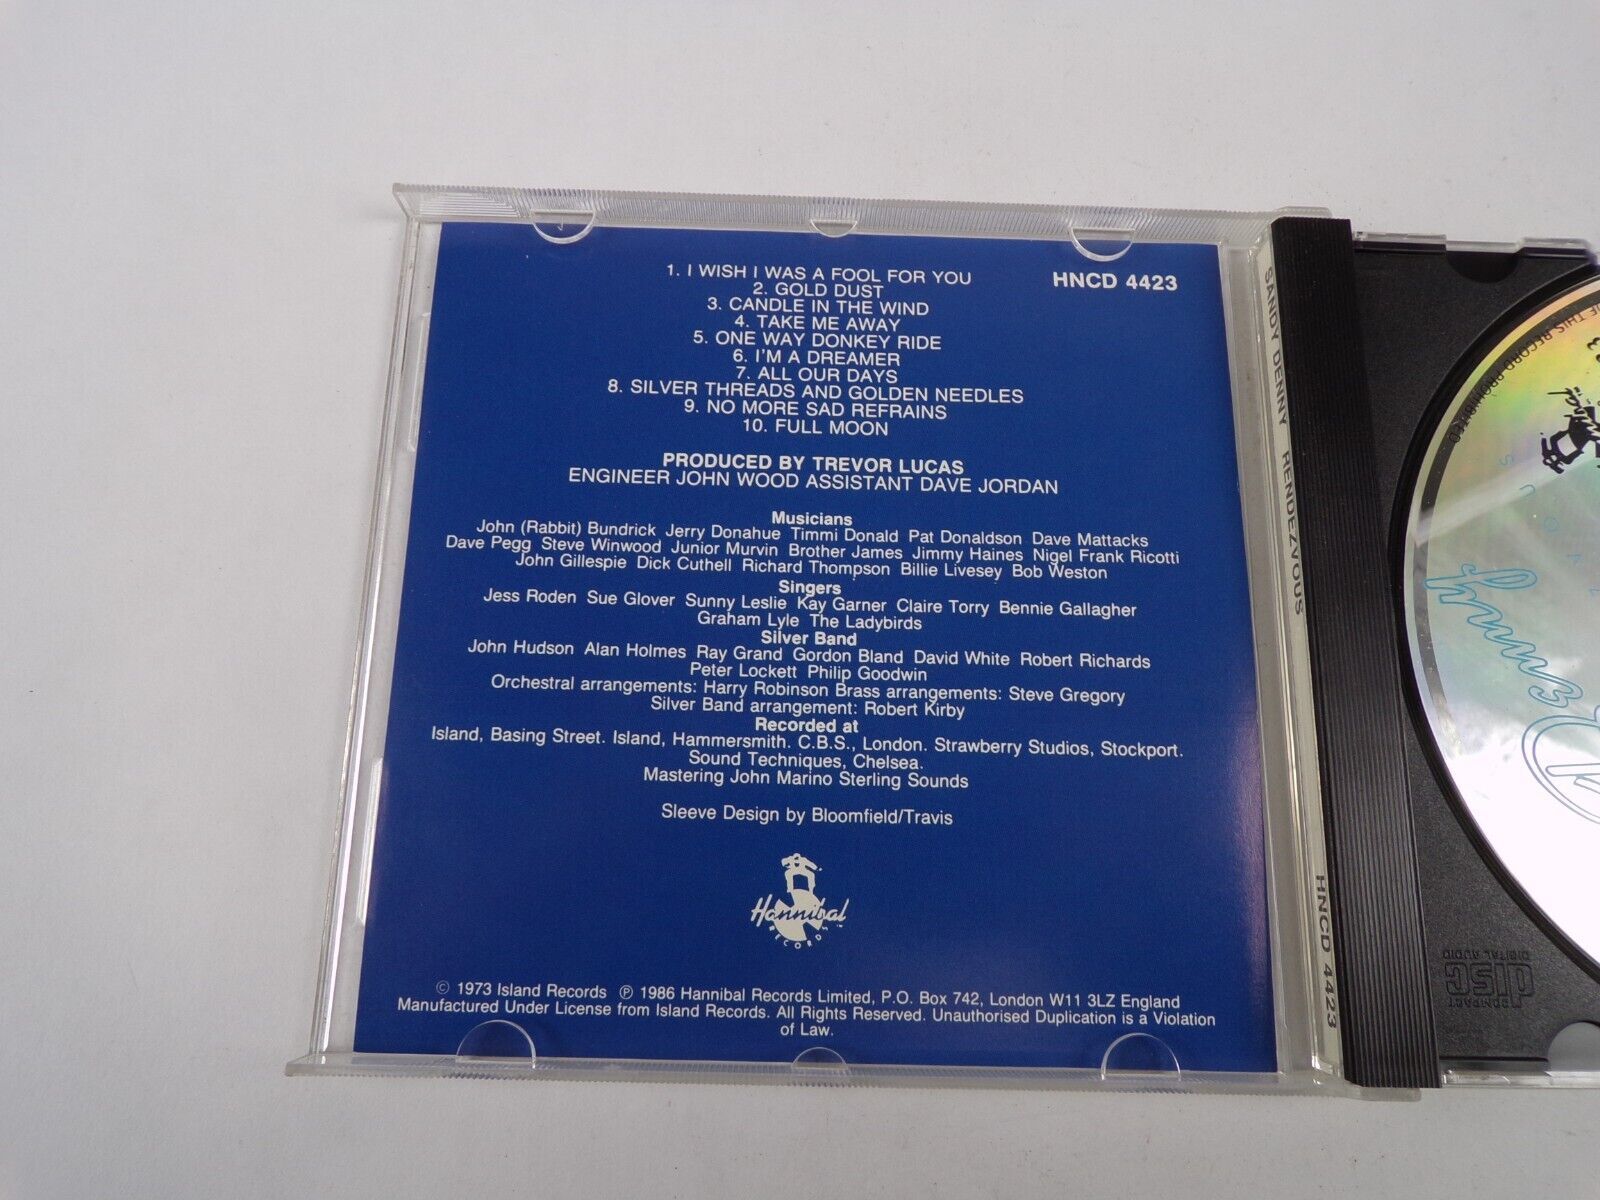 1. I WISH I WAS A FOOL FOR YOU
HNCD 4423
2. GOLD DUST
3. CANDLE IN THE WIND
4. TAKE ME AWAY
5. ONE WAY DONKEY RIDE
6. I'M A DREAMER
7. ALL OUR DAYS
8. SILVER THREADS AND GOLDEN NEEDLES
9. NO MORE SAD REFRAINS
10. FULL MOON
PRODUCED BY TREVOR LUCAS
ENGINEER JOHN WOOD ASSISTANT DAVE JORDAN
Musicians
John (Rabbit) Bundrick Jerry Donahue Timmi Donald Pat Donaldson Dave Mattacks
Dave Pegg Steve Winwood Junior Murvin Brother James Jimmy Haines Nigel Frank Ricotti
John Gillespie Dick Cuthell Richard Thompson Billie Livesey Bob Weston
Singers
Jess Roden Sue Glover Sunny Leslie Kay Garner Claire Torry Bennie Gallagher
Graham Lyle The Ladybirds
Silver Band
John Hudson Alan Holmes Ray Grand Gordon Bland David White Robert Richards
Peter Lockett Philip Goodwin
Orchestral arrangements: Harry Robinson Brass arrangements: Steve Gregory
Silver Band arrangement: Robert Kirby
Recorded at
Island, Basing Street. Island, Hammersmith. C.B.S., London. Strawberry Studios, Stockport.
Sound Techniques, Chelsea.
Mastering John Marino Sterling Sounds
Sleeve Design by Bloomfield/Travis
Hannibal
RECORDS
© 1973 Island Records ℗ 1986 Hannibal Records Limited, P.O. Box 742, London W11 3LZ England
Manufactured Under License from Island Records. All Rights Reserved. Unauthorised Duplication is a Violation
of Law.
SANDY DENNY RENDEZVOUS
HNCD 4423
COMPACT
disc
DIGITAL AUDIO
THIS RECORD PROHIBITED
Denny